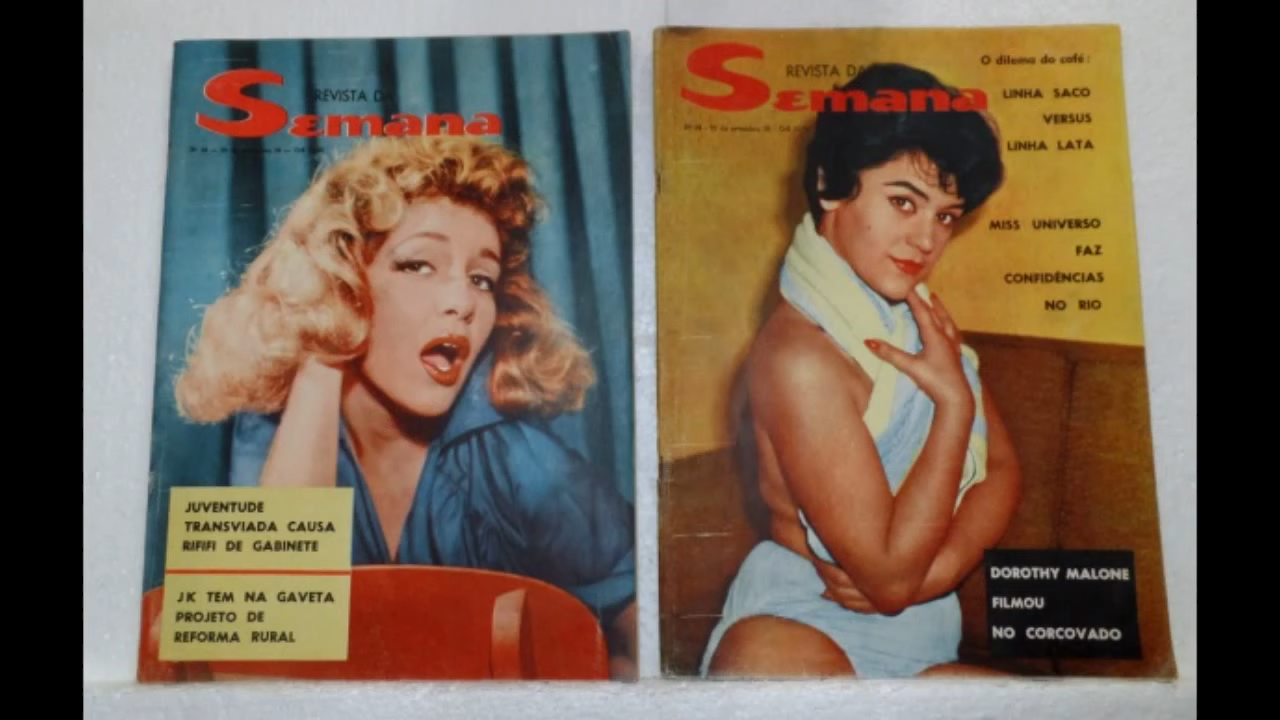 REVISTA DA
Semana
JUVENTUDE
TRANSVIADA CAUSA
RIFIFI DE GABINETE
JK TEM NA GAVETA
PROJETO DE
REFORMA RURAL
REVISTA DA
Semana
O dilema do café:
LINHA SACO
VERSUS
LINHA LATA
MISS UNIVERSO
FAZ
CONFIDÊNCIAS
NO RIO
DOROTHY MALONE
FILMOU
NO CORCOVADO